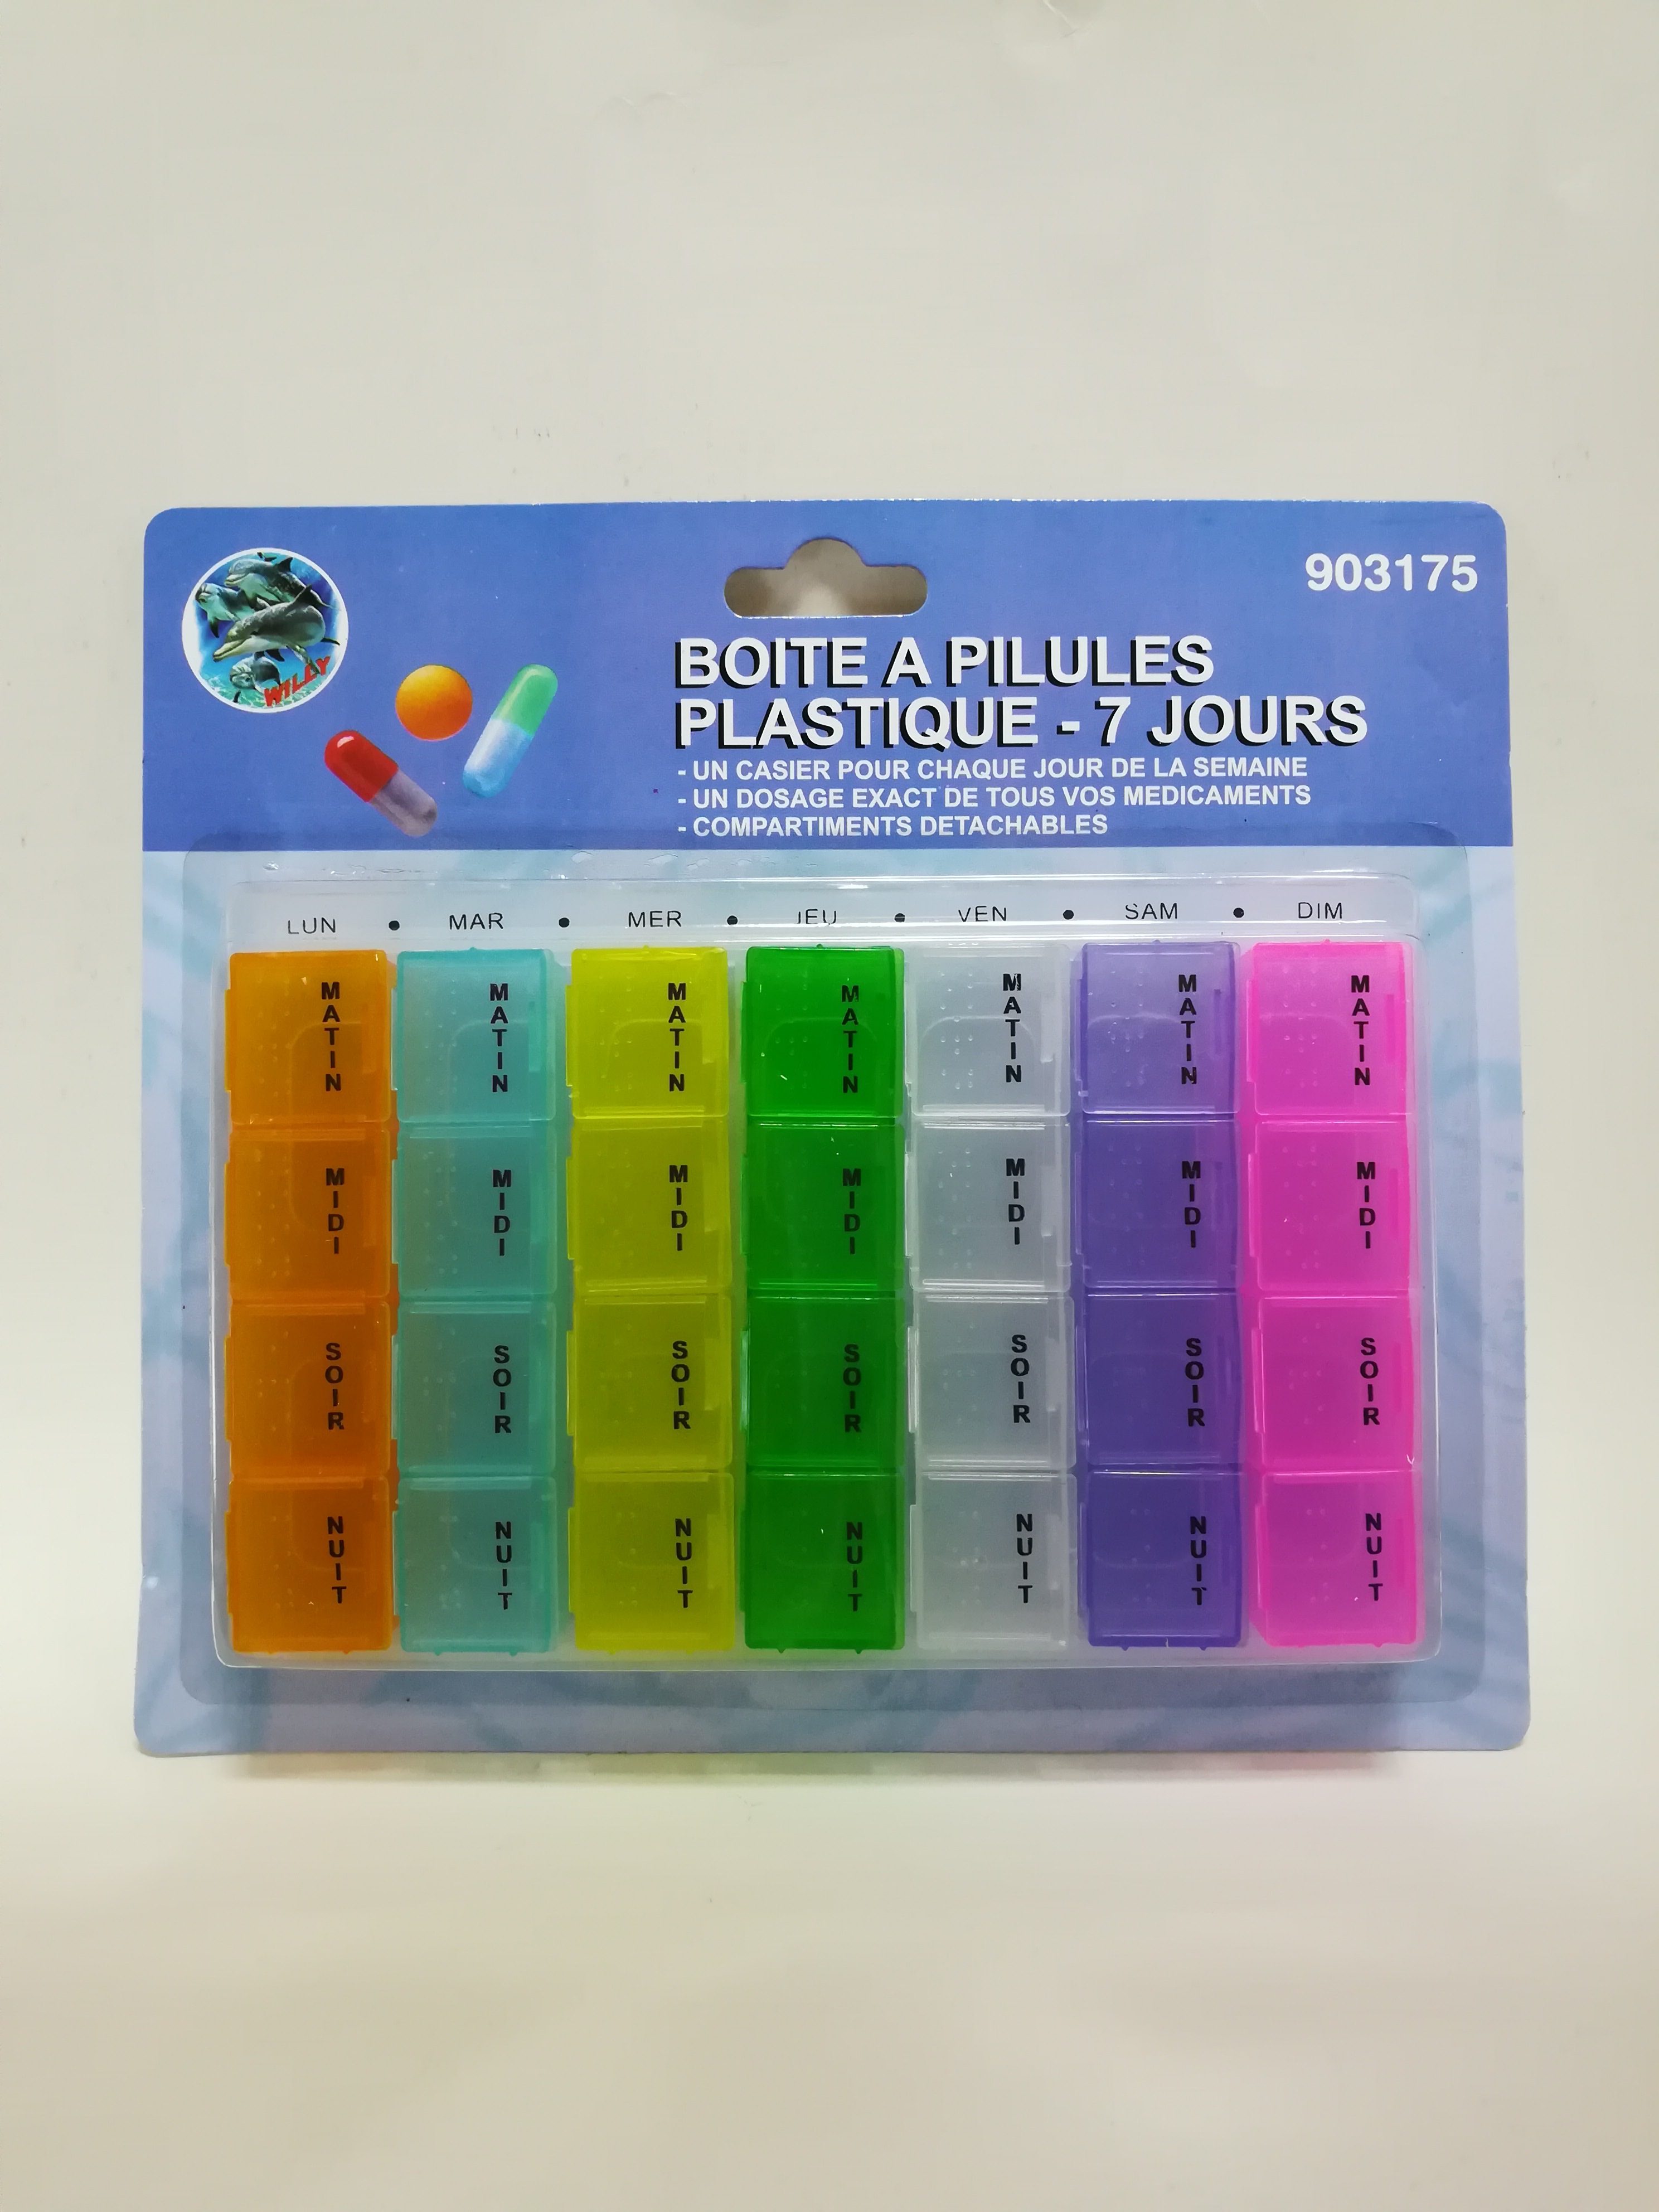 903175
WILLY
BOITE A PILULES
PLASTIQUE - 7 JOURS
- UN CASIER POUR CHAQUE JOUR DE LA SEMAINE
- UN DOSAGE EXACT DE TOUS VOS MEDICAMENTS
- COMPARTIMENTS DETACHABLES
LUN • MAR • MER • JEU • VEN • SAM • DIM
MATIN MATIN MATIN MATIN MATIN MATIN MATIN
MIDI MIDI MIDI MIDI MIDI MIDI MIDI
SOIR SOIR SOIR SOIR SOIR SOIR SOIR
NUIT NUIT NUIT NUIT NUIT NUIT NUIT